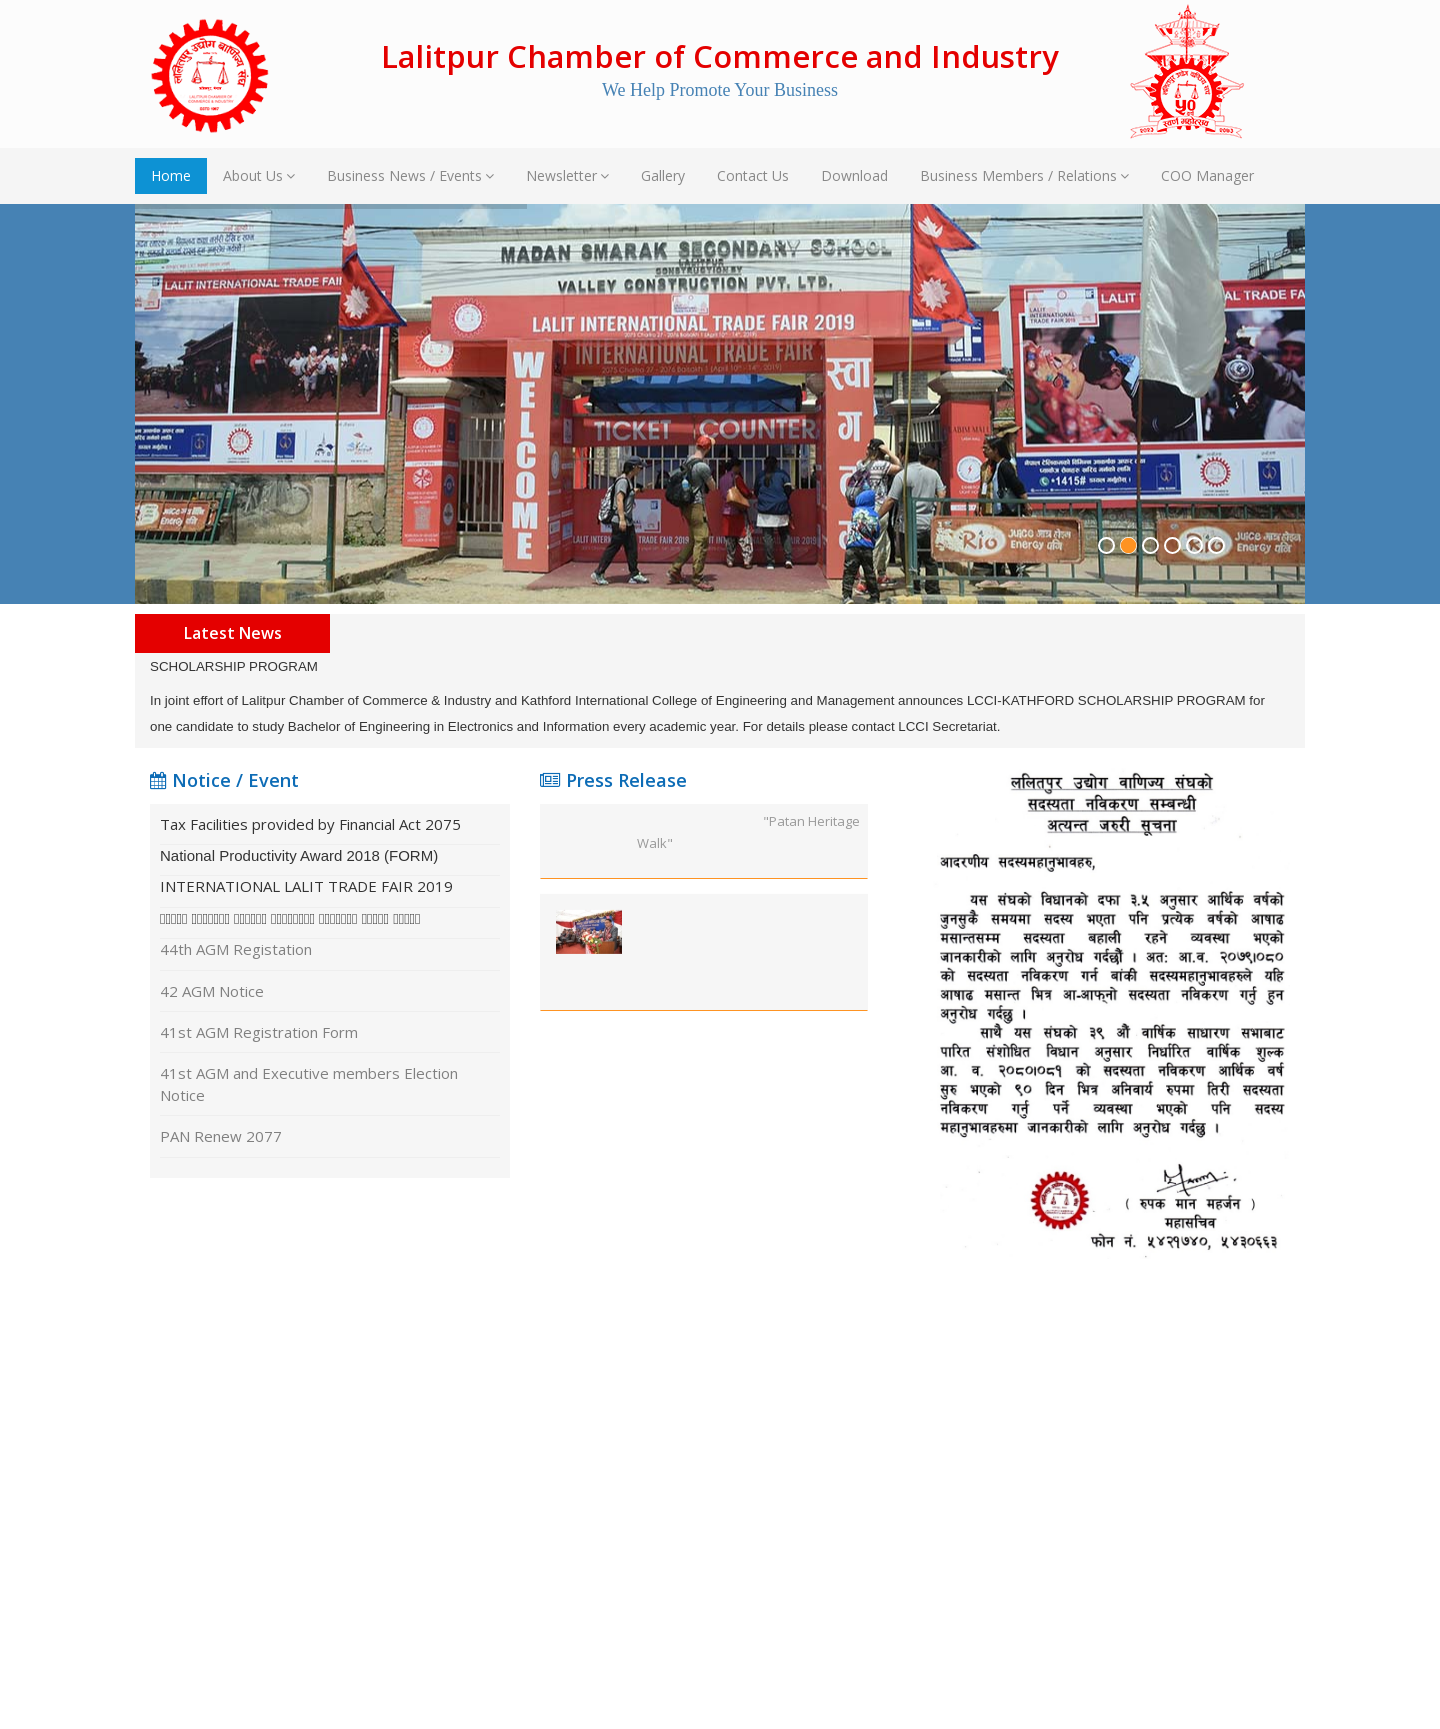 Lalitpur Chamber of Commerce and Industry
We Help Promote Your Business
Home About Us Business News / Events Newsletter Gallery Contact Us Download Business Members / Relations COO Manager
MADAN SMARAK SECONDARY SCHOOL
LALITPUR
CONSTRUCTION BY
VALLEY CONSTRUCTION PVT. LTD.
LALIT INTERNATIONAL TRADE FAIR 2019
INTERNATIONAL TRADE FAIR
WELCOME
स्वागत
TICKET COUNTER
LALIT INTERNATIONAL
Rio
Energy
1415#
Latest News
SCHOLARSHIP PROGRAM
In joint effort of Lalitpur Chamber of Commerce & Industry and Kathford International College of Engineering and Management announces LCCI-KATHFORD SCHOLARSHIP PROGRAM for
one candidate to study Bachelor of Engineering in Electronics and Information every academic year. For details please contact LCCI Secretariat.
Notice / Event
Tax Facilities provided by Financial Act 2075
National Productivity Award 2018 (FORM)
INTERNATIONAL LALIT TRADE FAIR 2019
44th AGM Registation
42 AGM Notice
41st AGM Registration Form
41st AGM and Executive members Election
Notice
PAN Renew 2077
Press Release
"Patan Heritage
Walk"
ललितपुर उद्योग वाणिज्य संघको
सदस्यता नविकरण सम्बन्धी
अत्यन्त जरुरी सूचना
आदरणीय सदस्यमहानुभावहरु,
यस संघको विधानको दफा ३.५ अनुसार वर्षको
जुनसुकै समयमा सदस्य भएता पनि प्रत्येक वर्षको आषाढ
मसान्तसम्म सदस्यता बहाली रहने व्यवस्था भएको
जानकारीको लागि अनुरोध गर्दछौं । अत: आ.व. २०७९।०८०
को सदस्यता नविकरण गर्न बांकी सदस्यमहानुभावहरुले यहि
आषाढ मसान्त भित्र आ-आफ्नो सदस्यता नविकरण गर्नु हुन
अनुरोध गर्दछु ।
साथै यस संघको ३९ औं वार्षिक साधारण सभाबाट
पारित संशोधित विधान अनुसार निर्धारित वार्षिक शुल्क
आ. व. २०८०।०८१ को सदस्यता नविकरण आर्थिक वर्ष
सुरु भएको ९० दिन भित्र अनिवार्य रुपमा तिरी सदस्यता
नविकरण गर्नु पर्ने व्यवस्था भएको पनि सदस्य
महानुभावहरुमा जानकारीको लागि अनुरोध गर्दछु ।
( रुपक मान महर्जन )
महासचिव
फोन नं. ५४२१७४०, ५४३०६६३